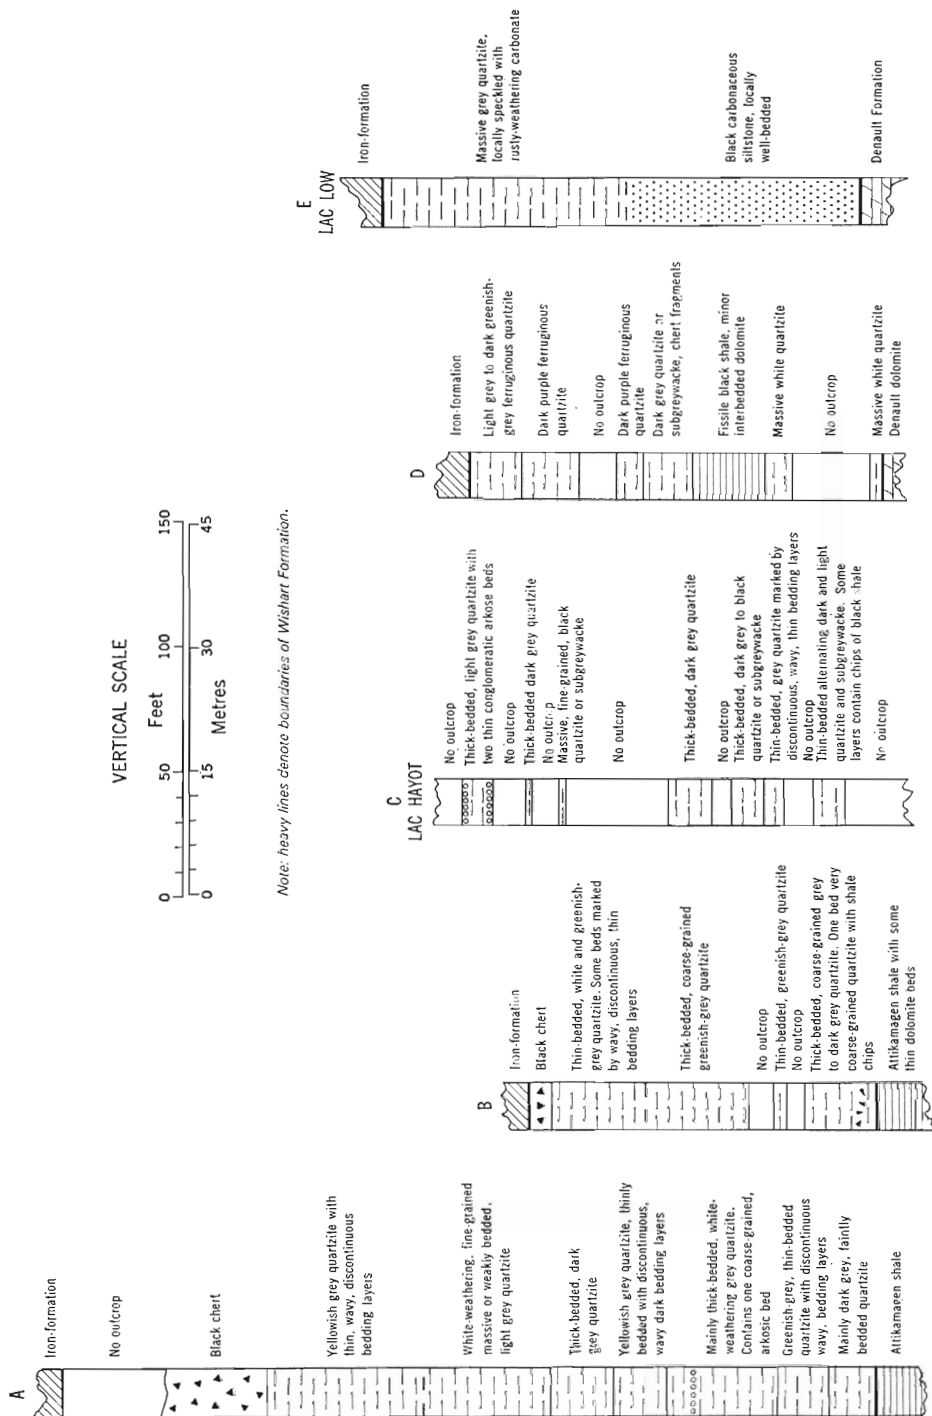 VERTICAL SCALE
Feet
0 50 100 150
0 15 30 45
Metres
Note: heavy lines denote boundaries of Wishart Formation.
A
Iron-formation
No outcrop
Black chert
Yellowish grey quartzite with
thin, wavy, discontinuous
bedding layers
White-weathering, fine-grained
massive or weakly bedded,
light grey quartzite
Thick-bedded, dark
grey quartzite
Yellowish grey quartzite, thinly
bedded with discontinuous,
wavy dark bedding layers
Mainly thick-bedded, white-
weathering grey quartzite.
Contains one coarse-grained,
arkosic bed
Greenish-grey, thin-bedded
quartzite with discontinuous
wavy, bedding layers
Mainly dark grey, faintly
bedded quartzite
Attikamagen shale
B
Iron-formation
Black chert
Thin-bedded, white and greenish-
grey quartzite. Some beds marked
by wavy, discontinuous, thin
bedding layers
Thick-bedded, coarse-grained
greenish-grey quartzite
No outcrop
Thin-bedded, greenish-grey quartzite
No outcrop
Thick-bedded, coarse-grained grey
to dark grey quartzite. One bed very
coarse-grained quartzite with shale
chips
Attikamagen shale with some
thin dolomite beds
C
LAC HAYOT
No outcrop
Thick-bedded, light grey quartzite with
two thin conglomeratic arkose beds
No outcrop
Thick-bedded dark grey quartzite
No outcrop
Massive, fine-grained, black
quartzite or subgreywacke
No outcrop
Thick-bedded, dark grey quartzite
No outcrop
Thick-bedded, dark grey to black
quartzite or subgreywacke
Thin-bedded, grey quartzite marked by
discontinuous, wavy, thin bedding layers
No outcrop
Thin-bedded alternating dark and light
quartzite and subgreywacke. Some
layers contain chips of black shale
No outcrop
D
Iron-formation
Light grey to dark greenish-
grey ferruginous quartzite
Dark purple ferruginous
quartzite
No outcrop
Dark purple ferruginous
quartzite
Dark grey quartzite or
subgreywacke, chert fragments
Fissile black shale, minor
interbedded dolomite
Massive white quartzite
No outcrop
Massive white quartzite
Denault dolomite
E
LAC LOW
Iron-formation
Massive grey quartzite,
locally speckled with
rusty-weathering carbonate
Black carbonaceous
siltstone, locally
well-bedded
Denault Formation